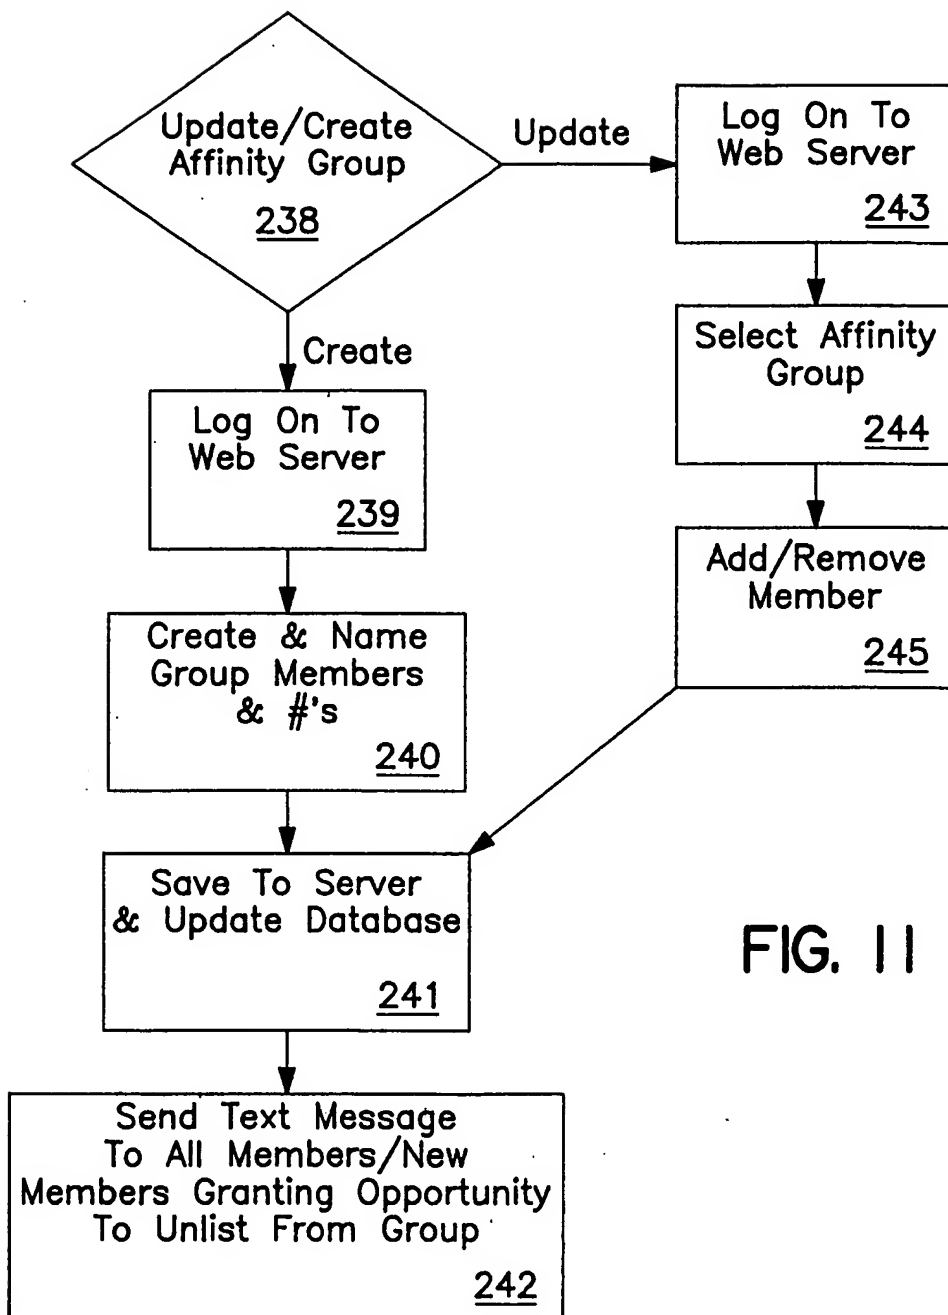 Update/Create
Affinity Group
238
Update
Log On To
Web Server
243
Create
Select Affinity
Group
244
Log On To
Web Server
239
Add/Remove
Member
245
Create & Name
Group Members
& #'s
240
Save To Server
& Update Database
241
FIG. 11
Send Text Message
To All Members/New
Members Granting Opportunity
To Unlist From Group
242